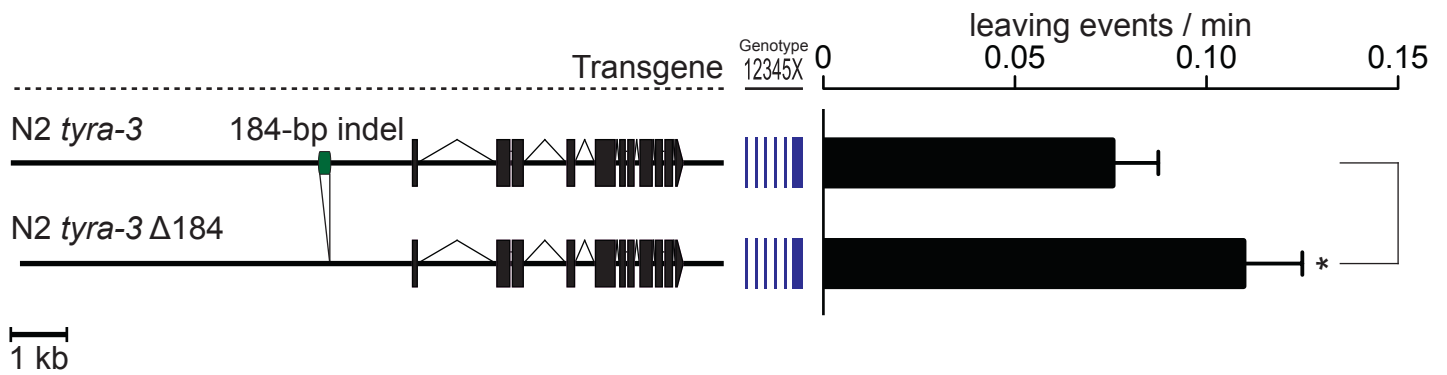 leaving events / min
Transgene Genotype 12345X 0 0.05 0.10 0.15
N2 tyra-3 184-bp indel
N2 tyra-3 Δ184
*
1 kb